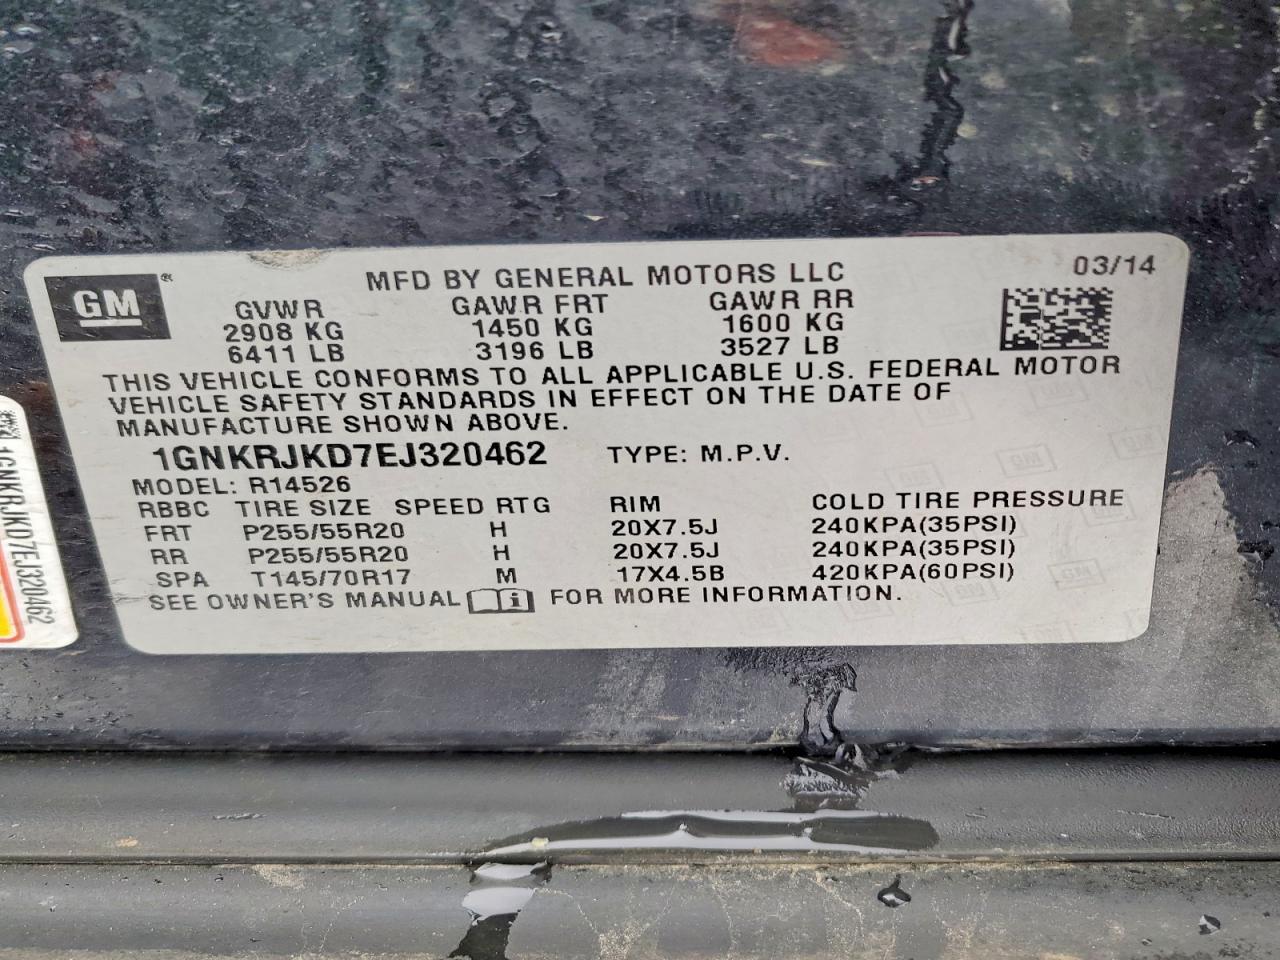 GM ®
MFD BY GENERAL MOTORS LLC
03/14
GVWR GAWR FRT GAWR RR
2908 KG 1450 KG 1600 KG
6411 LB 3196 LB 3527 LB
THIS VEHICLE CONFORMS TO ALL APPLICABLE U.S. FEDERAL MOTOR
VEHICLE SAFETY STANDARDS IN EFFECT ON THE DATE OF
MANUFACTURE SHOWN ABOVE.
1GNKRJKD7EJ320462 TYPE: M.P.V.
MODEL: R14526
RBBC TIRE SIZE SPEED RTG RIM COLD TIRE PRESSURE
FRT P255/55R20 H 20X7.5J 240KPA(35PSI)
RR P255/55R20 H 20X7.5J 240KPA(35PSI)
SPA T145/70R17 M 17X4.5B 420KPA(60PSI)
SEE OWNER'S MANUAL i FOR MORE INFORMATION.
*1GNKRJKD7EJ320462